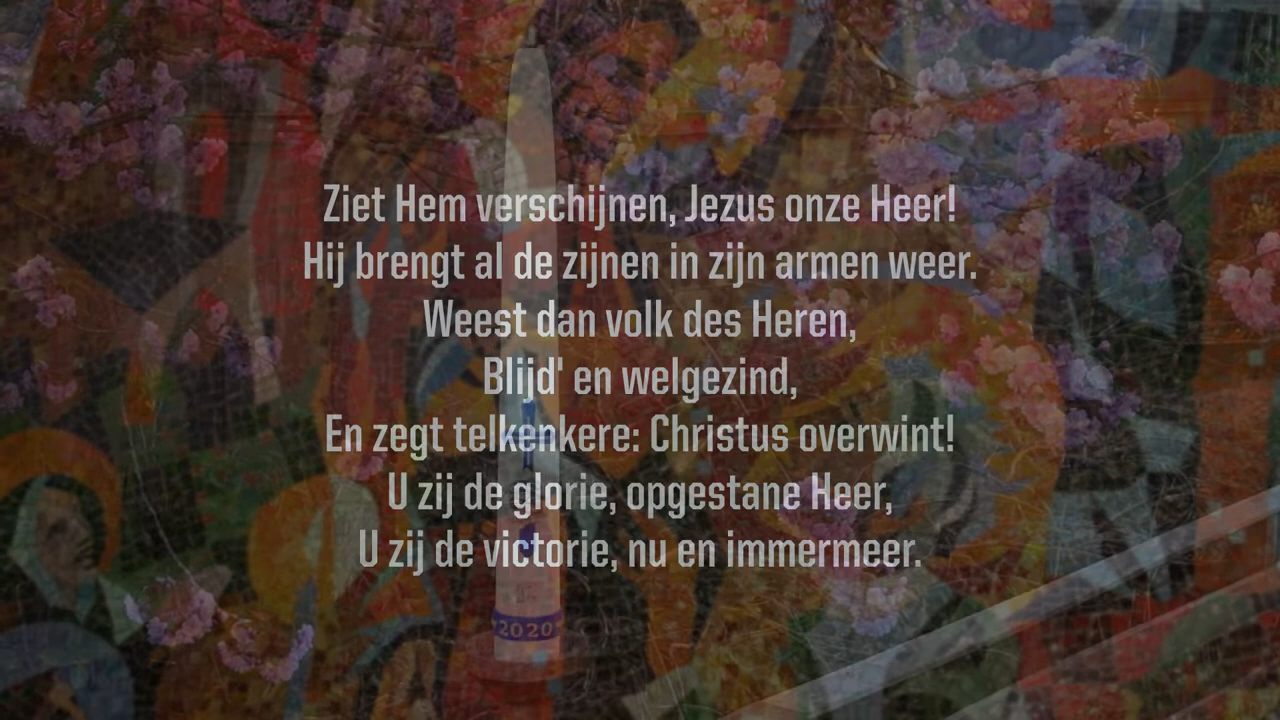 Ziet Hem verschijnen, Jezus onze Heer!
Hij brengt al de zijnen in zijn armen weer.
Weest dan volk des Heren,
Blijd' en welgezind,
En zegt telkenkere: Christus overwint!
U zij de glorie, opgestane Heer,
U zij de victorie, nu en immermeer.
2020